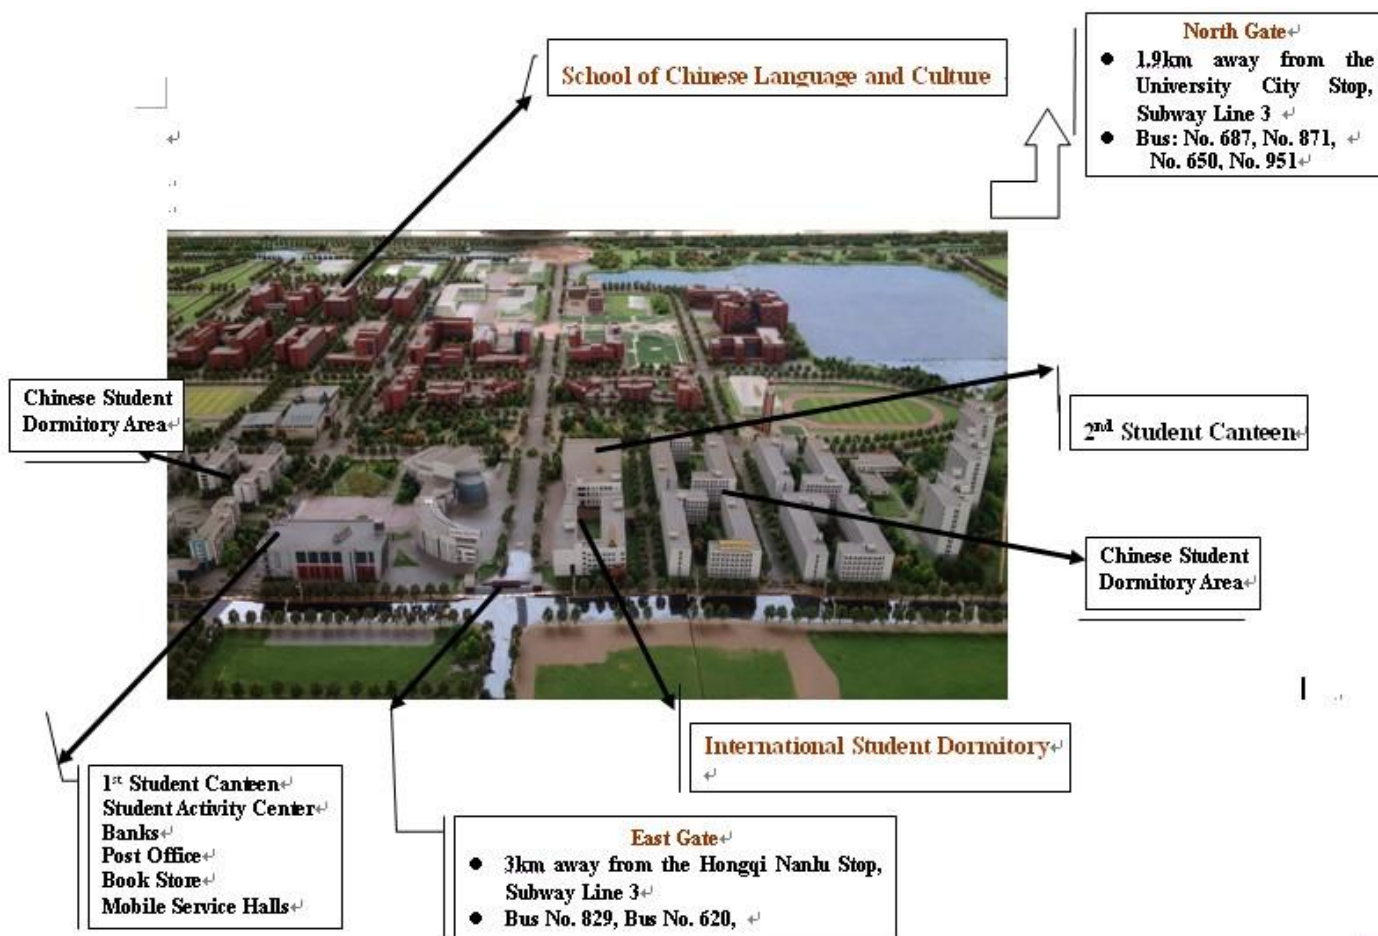 School of Chinese Language and Culture
North Gate
● 1.9km away from the
University City Stop,
Subway Line 3
● Bus: No. 687, No. 871,
No. 650, No. 951
Chinese Student
Dormitory Area
2nd Student Canteen
Chinese Student
Dormitory Area
International Student Dormitory
1st Student Canteen
Student Activity Center
Banks
Post Office
Book Store
Mobile Service Halls
East Gate
● 3km away from the Hongqi Nanlu Stop,
Subway Line 3
● Bus No. 829, Bus No. 620,